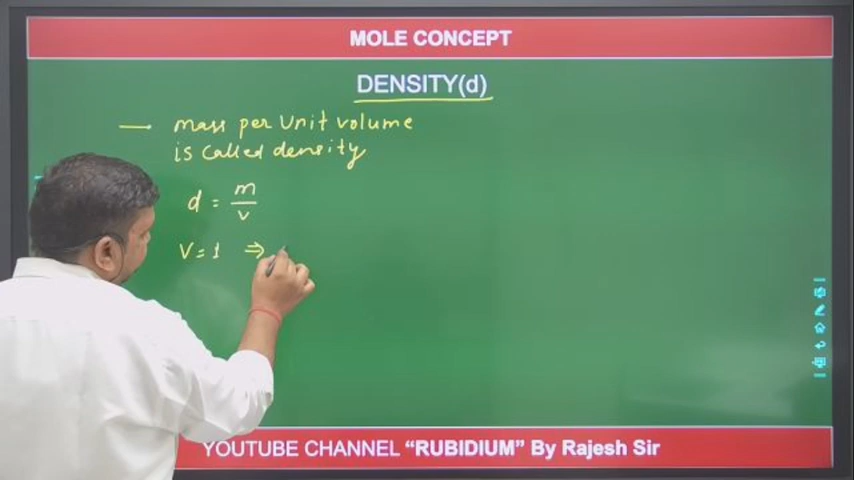 MOLE CONCEPT
DENSITY(d)
— mass per Unit volume
is called density
d = m/v
V = 1 ⇒
YOUTUBE CHANNEL “RUBIDIUM” By Rajesh Sir